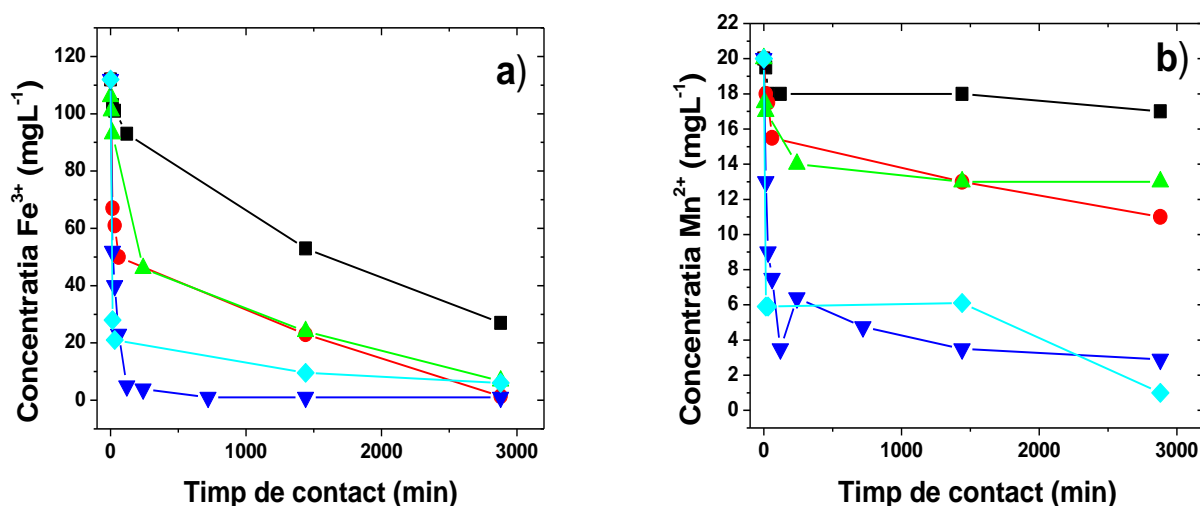 a)
Concentratia Fe³⁺ (mgL⁻¹)
120
100
80
60
40
20
0
0 1000 2000 3000
Timp de contact (min)
b)
Concentratia Mn²⁺ (mgL⁻¹)
20
18
16
14
12
10
8
6
4
2
0
0 1000 2000 3000
Timp de contact (min)